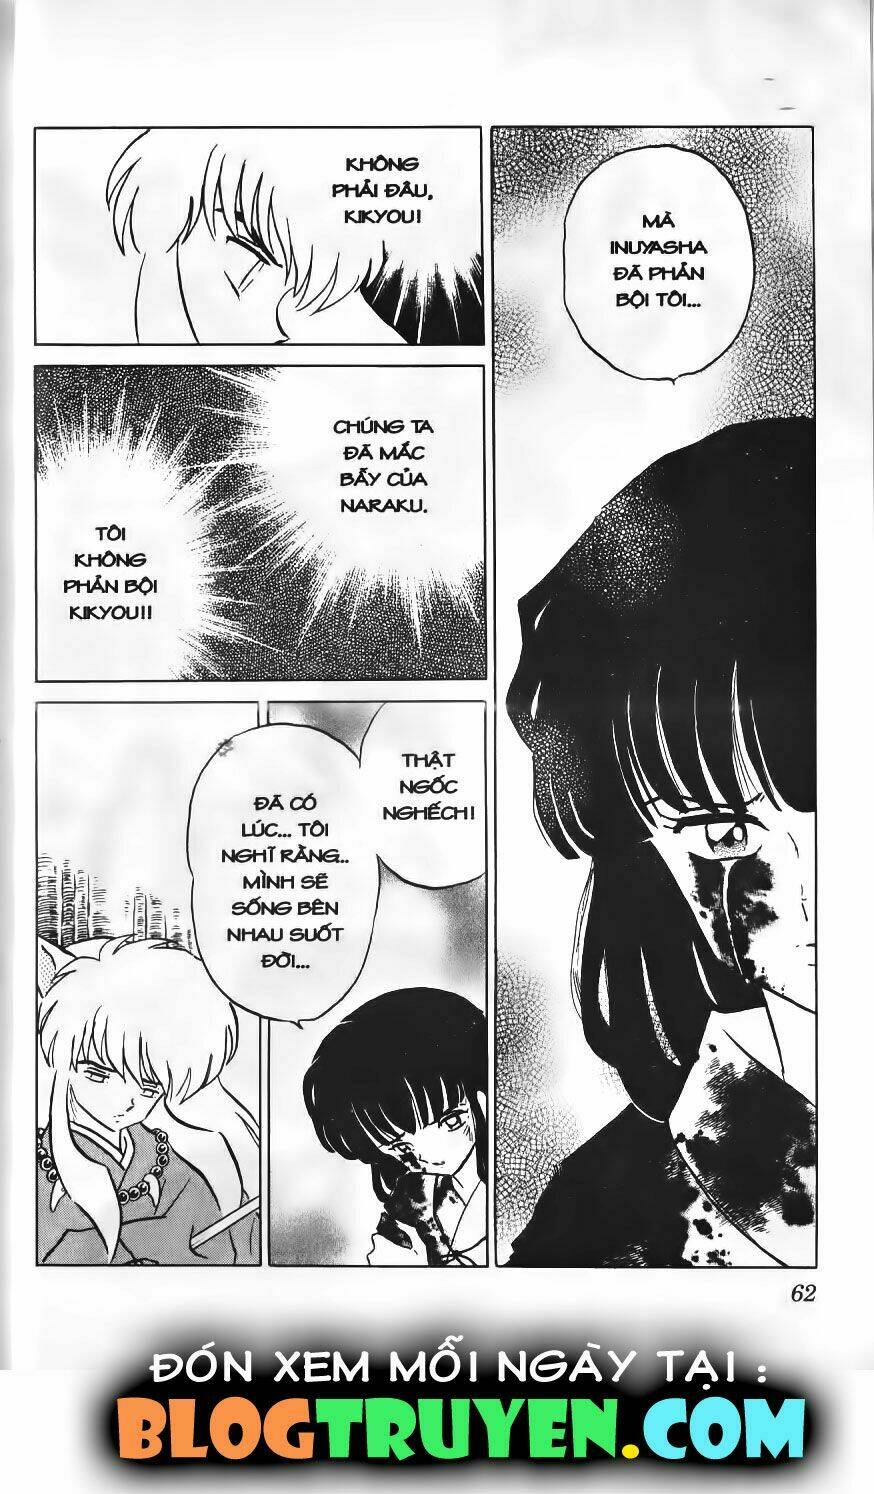 MÀ
INUYASHA
ĐÃ PHẢN
BỘI TÔI...
KHÔNG
PHẢI ĐÂU,
KIKYOU!
CHÚNG TA
ĐÃ MẮC
BẪY CỦA
NARAKU.
TÔI
KHÔNG
PHẢN BỘI
KIKYOU!!
THẬT
NGỐC
NGHẾCH!
ĐÃ CÓ
LÚC... TÔI
NGHĨ RẰNG..
MÌNH SẼ
SỐNG BÊN
NHAU SUỐT
ĐỜI...
62
ĐÓN XEM MỖI NGÀY TẠI :
BLOGTRUYEN.COM